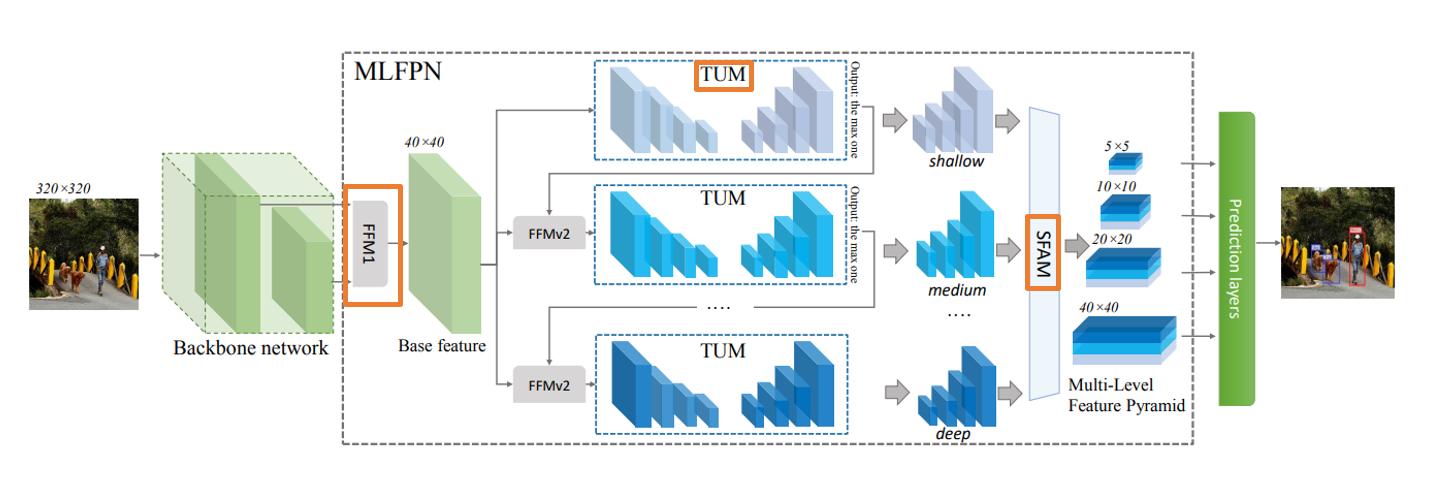 MLFPN
320×320
Backbone network
FFM1
40×40
Base feature
TUM
Output: the max one
shallow
FFMv2
TUM
Output: the max one
medium
....
....
FFMv2
TUM
deep
SFAM
5×5
10×10
20×20
40×40
Multi-Level
Feature Pyramid
Prediction layers